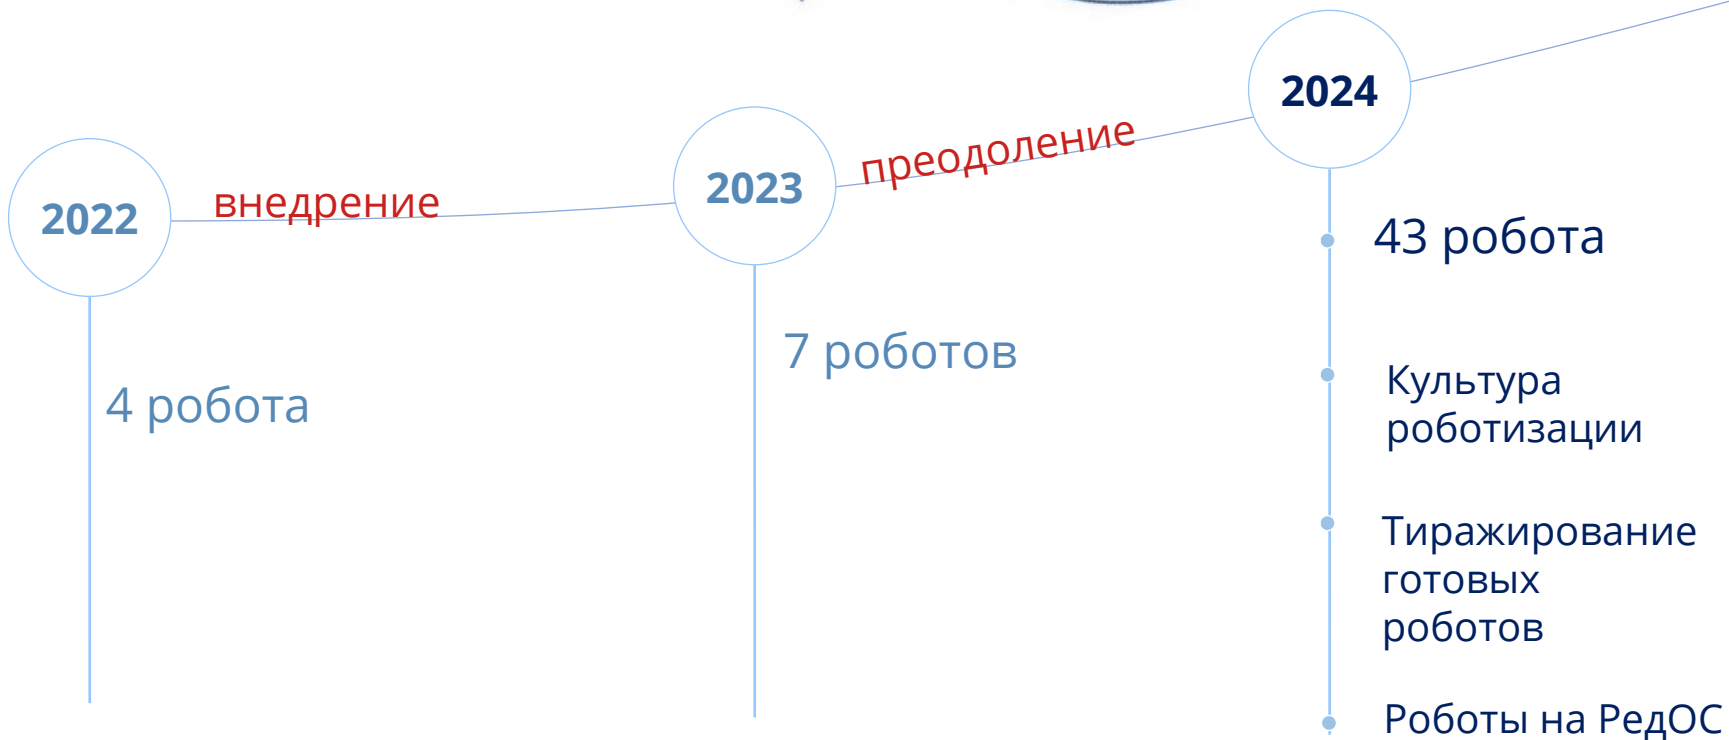 2022
внедрение
4 робота
2023
преодоление
7 роботов
2024
43 робота
Культура
роботизации
Тиражирование
готовых
роботов
Роботы на РедОС